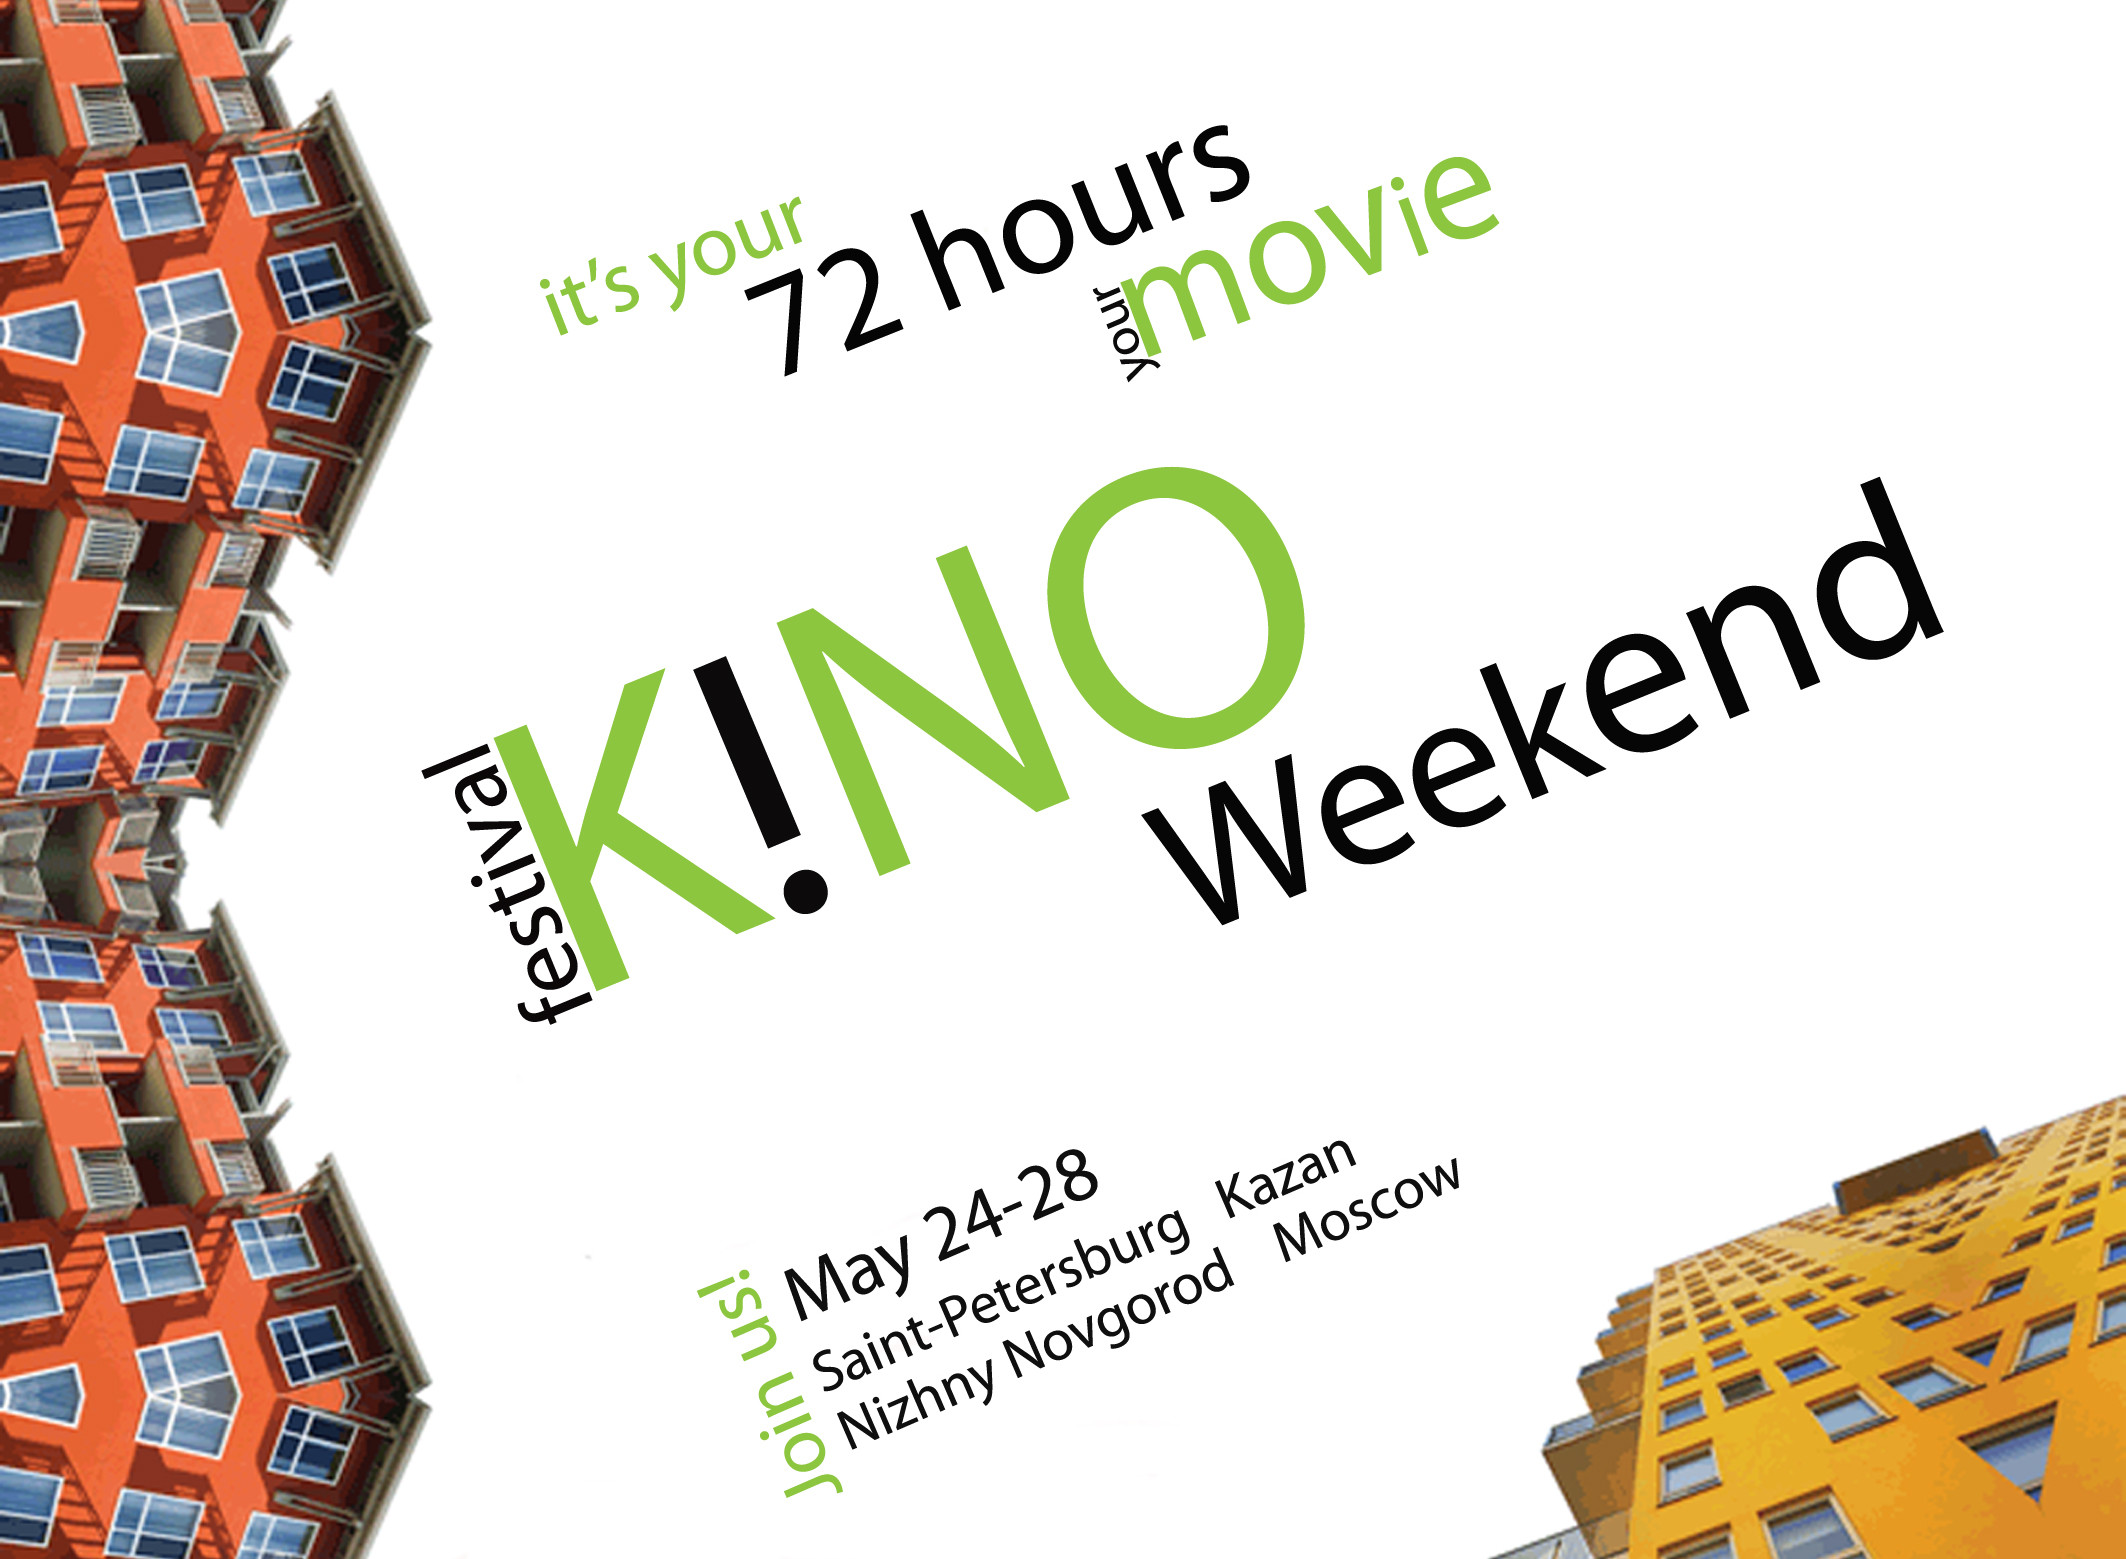 it's your
72 hours
your
movie
festival
K!NO
Weekend
Join us!
May 24-28
Saint-Petersburg Kazan
Nizhny Novgorod Moscow